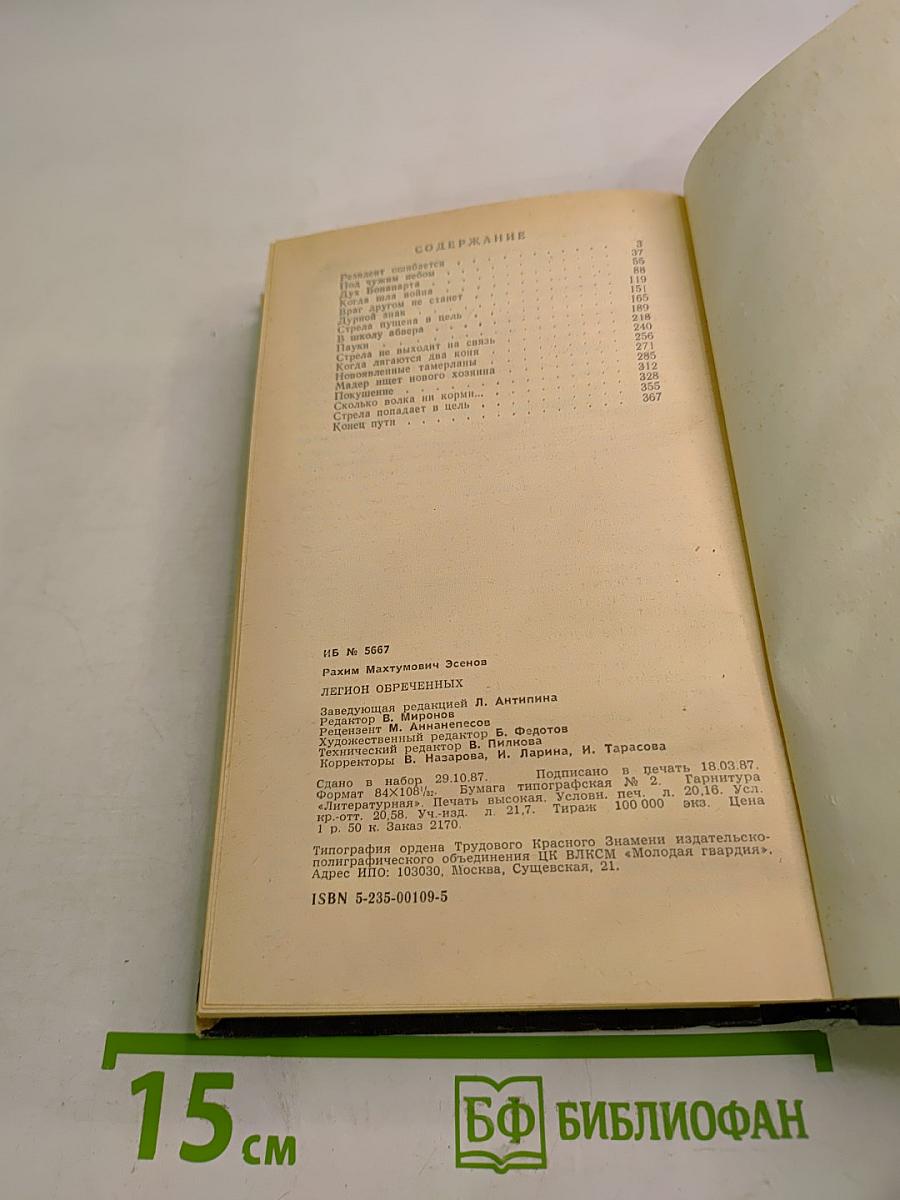 СОДЕРЖАНИЕ
Резидент ошибается . . . . . . . . . . 3
Под чужим небом . . . . . . . . . . 37
Дух Бонапарта . . . . . . . . . . 55
Когда шла война . . . . . . . . . . 88
Враг другом не станет . . . . . . . . . . 119
Дурной знак . . . . . . . . . . 151
Стрела пущена в цель . . . . . . . . . . 165
В школу абвера . . . . . . . . . . 189
Пауки . . . . . . . . . . 218
Стрела не выходит на связь . . . . . . . . . . 240
Когда лягаются два коня . . . . . . . . . . 256
Новоявленные тамерланы . . . . . . . . . . 271
Мадер ищет нового хозяина . . . . . . . . . . 285
Покушение . . . . . . . . . . 312
Сколько волка ни корми... . . . . . . . . . . 328
Стрела попадает в цель . . . . . . . . . . 355
Конец пути . . . . . . . . . . 367
ИБ № 5667
Рахим Махтумович Эсенов
ЛЕГИОН ОБРЕЧЕННЫХ
Заведующая редакцией Л. Антипина
Редактор В. Миронов
Рецензент М. Аннанепесов
Художественный редактор Б. Федотов
Технический редактор В. Пилкова
Корректоры В. Назарова, И. Ларина, И. Тарасова
Сдано в набор 29.10.87. Подписано в печать 18.03.87.
Формат 84×108¹/₃₂. Бумага типографская № 2. Гарнитура
«Литературная». Печать высокая. Условн. печ. л. 20,16. Усл.
кр.-отт. 20,58. Уч.-изд. л. 21,7. Тираж 100 000 экз. Цена
1 р. 50 к. Заказ 2170.
Типография ордена Трудового Красного Знамени издательско-
полиграфического объединения ЦК ВЛКСМ «Молодая гвардия».
Адрес ИПО: 103030, Москва, Сущевская, 21.
ISBN 5-235-00109-5
15 см
БФ БИБЛИОФАН